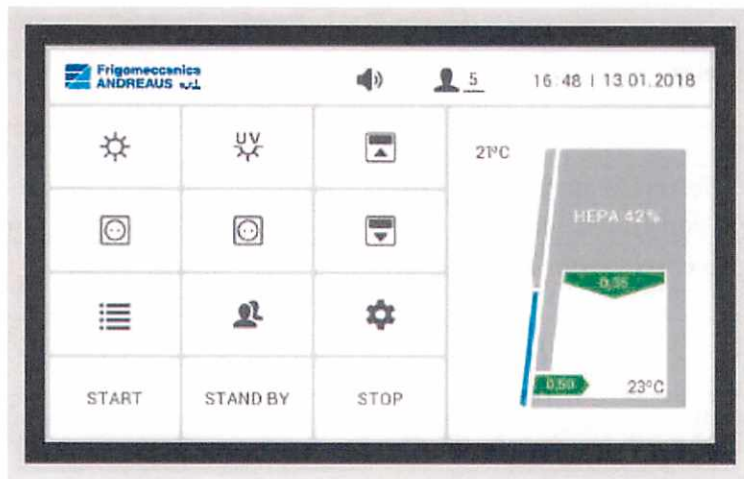 Frigomeccanica
ANDREAUS s.r.l.
5
16:48 | 13.01.2018
UV
21°C
HEPA 42%
0,35
0,50
23°C
START
STAND BY
STOP